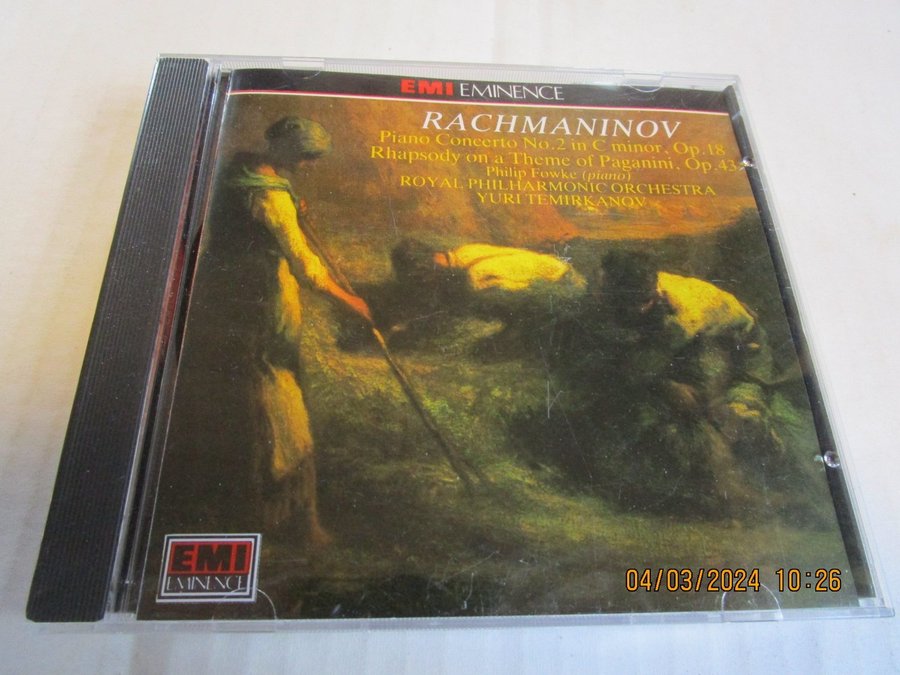 EMI EMINENCE
RACHMANINOV
Piano Concerto No.2 in C minor, Op.18
Rhapsody on a Theme of Paganini, Op.43
Philip Fowke (piano)
ROYAL PHILHARMONIC ORCHESTRA
YURI TEMIRKANOV
EMI
EMINENCE
04/03/2024 10:26